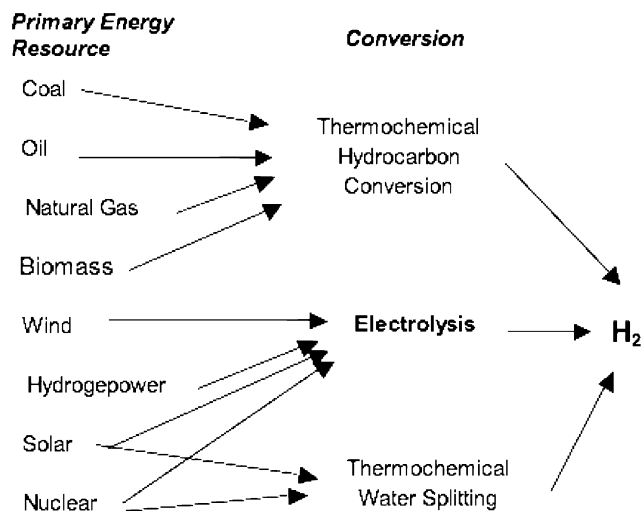 Primary Energy
Resource
Conversion
Coal
Oil
Natural Gas
Biomass
Wind
Hydrogepower
Solar
Nuclear
Thermochemical
Hydrocarbon
Conversion
Electrolysis
Thermochemical
Water Splitting
H₂